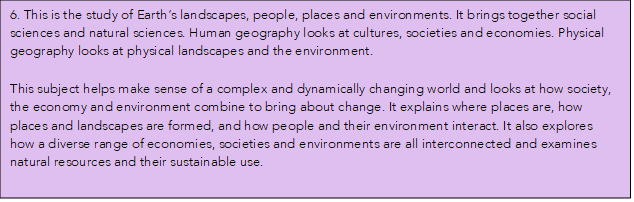 6. This is the study of Earth’s landscapes, people, places and environments. It brings together social
sciences and natural sciences. Human geography looks at cultures, societies and economies. Physical
geography looks at physical landscapes and the environment.
This subject helps make sense of a complex and dynamically changing world and looks at how society,
the economy and environment combine to bring about change. It explains where places are, how
places and landscapes are formed, and how people and their environment interact. It also explores
how a diverse range of economies, societies and environments are all interconnected and examines
natural resources and their sustainable use.